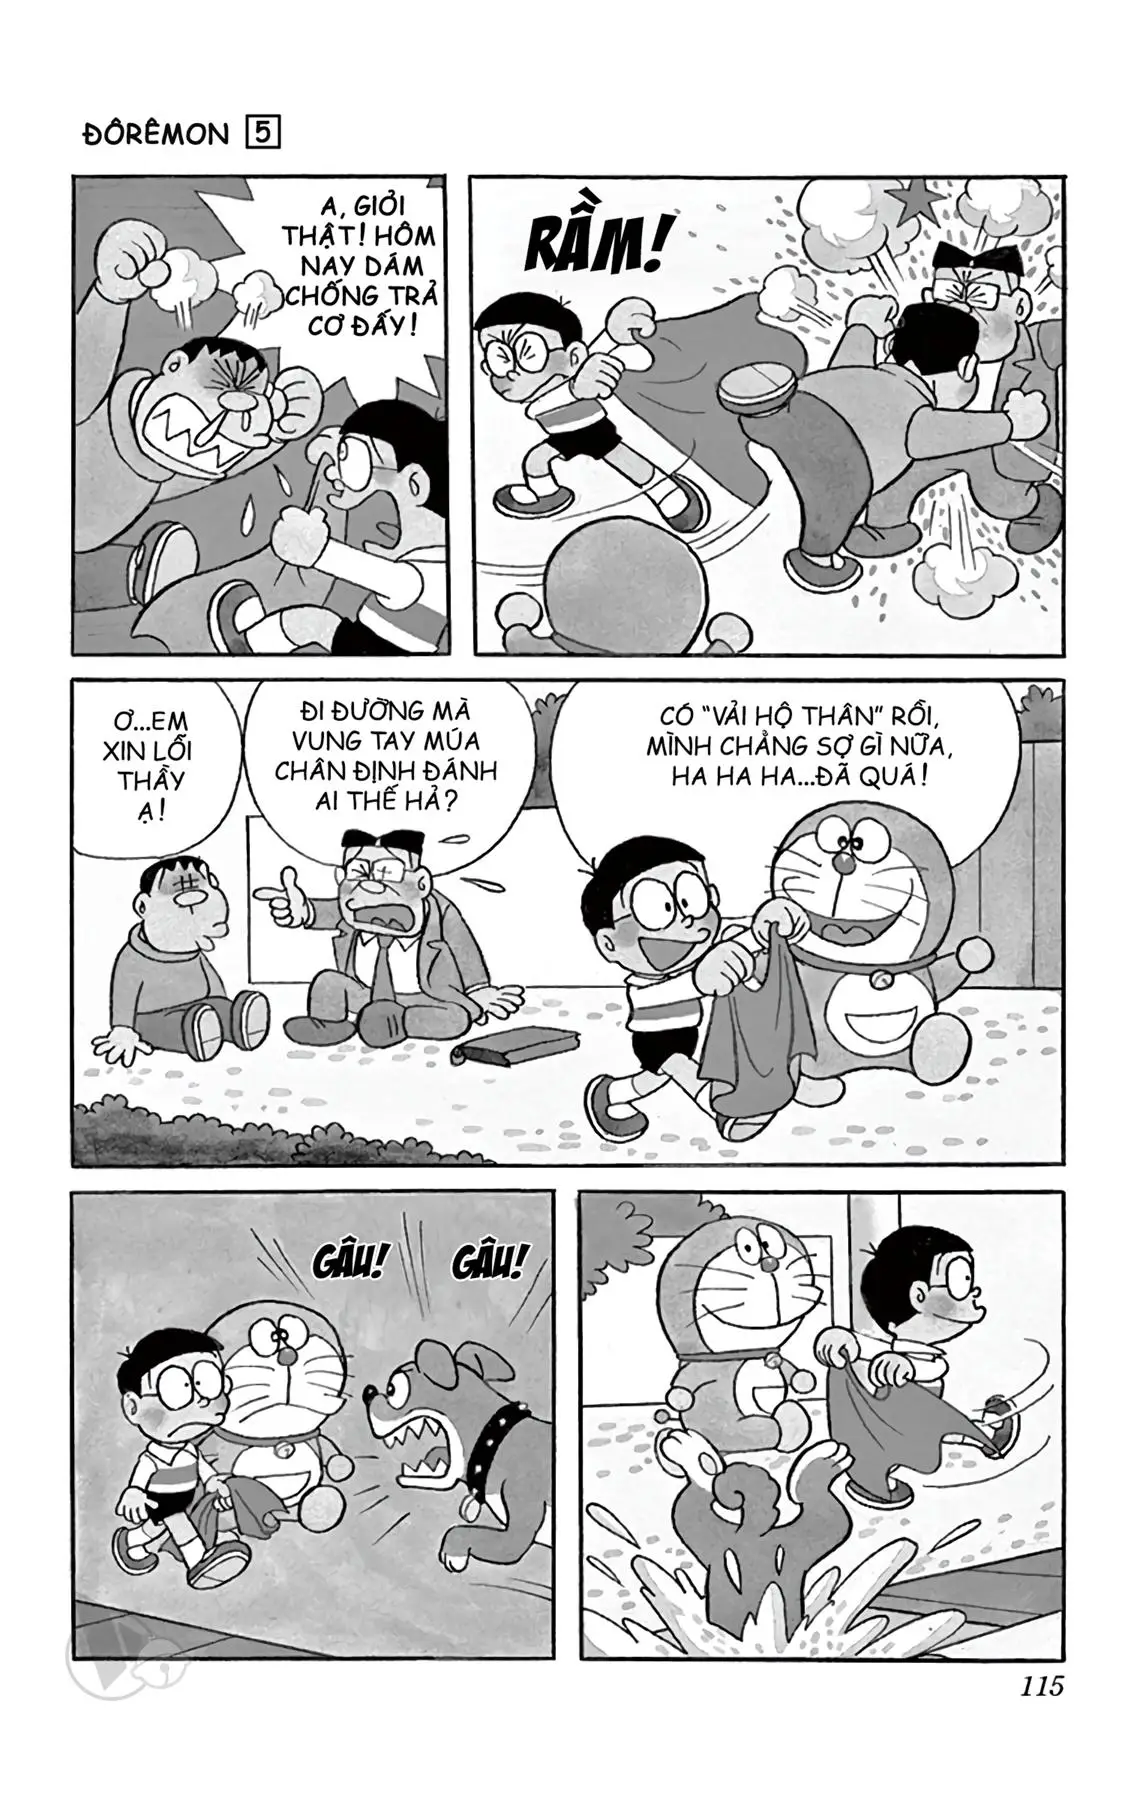 ĐÔRÊMON 5
A, GIỎI
THẬT! HÔM
NAY DÁM
CHỐNG TRẢ
CƠ ĐẤY!
RẦM!
Ơ...EM
XIN LỖI
THẦY
Ạ!
ĐI ĐƯỜNG MÀ
VUNG TAY MÚA
CHÂN ĐỊNH ĐÁNH
AI THẾ HẢ?
CÓ “VẢI HỘ THÂN” RỒI,
MÌNH CHẲNG SỢ GÌ NỮA,
HA HA HA...ĐÃ QUÁ!
GÂU! GÂU!
115